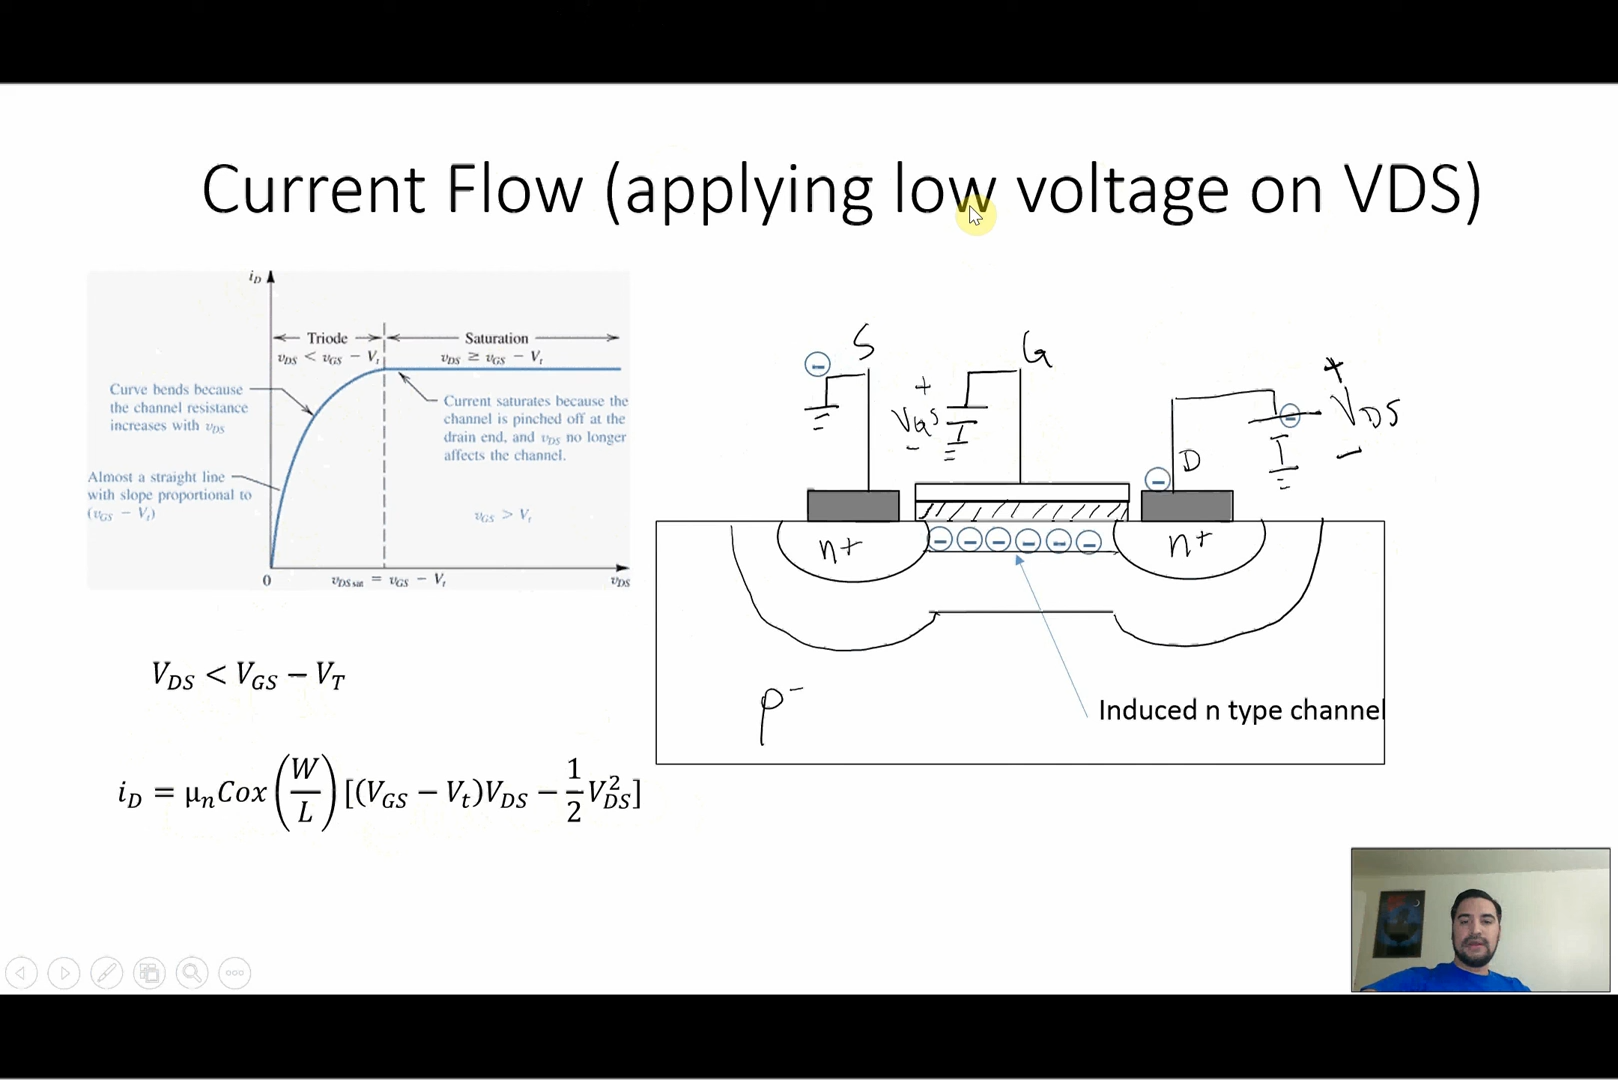 Current Flow (applying low voltage on VDS)
iD
Triode
Saturation
vDS < vGS − Vt
vDS ≥ vGS − Vt
Curve bends because
the channel resistance
increases with vDS
Current saturates because the
channel is pinched off at the
drain end, and vDS no longer
affects the channel.
Almost a straight line
with slope proportional to
(vGS − Vt)
vGS > Vt
0
vDS sat = vGS − Vt
vDS
V_DS < V_GS − V_T
i_D = μ_nCox(W/L)[(V_GS − V_t)V_DS − 1/2 V_DS^2]
S
G
+
VGS
−
+
VDS
−
D
n+
n+
p−
Induced n type channel